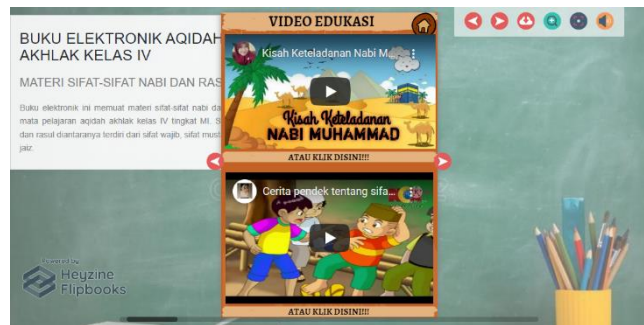 BUKU ELEKTRONIK AQIDAH
AKHLAK KELAS IV
MATERI SIFAT-SIFAT NABI DAN RAS
Buku elektronik ini memuat materi sifat-sifat nabi da
mata pelajaran aqidah akhlak kelas IV tingkat MI. S
dan rasul diantaranya terdiri dari sifat wajib, sifat must
jaiz.
VIDEO EDUKASI
Kisah Keteladanan Nabi M...
Kisah Keteladanan
NABI MUHAMMAD
ATAU KLIK DISINI!!!
Cerita pendek tentang sifa...
ATAU KLIK DISINI!!!
Powered by
Heyzine
Flipbooks